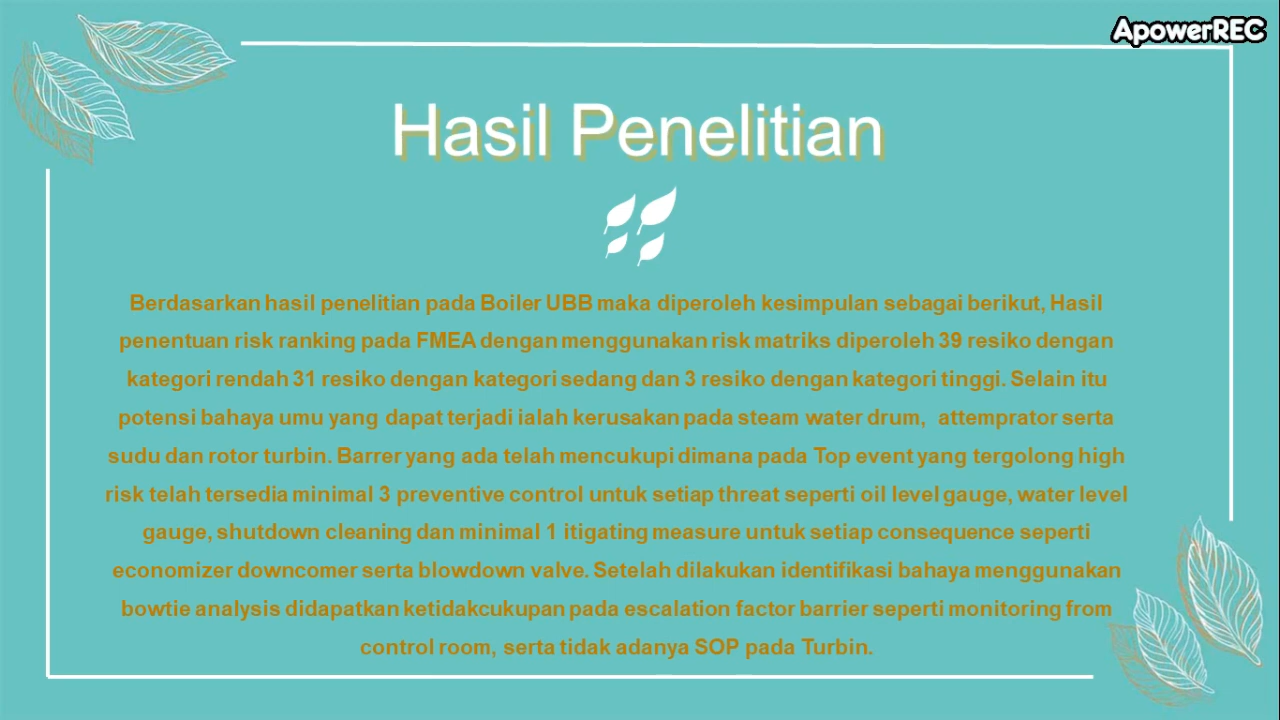 ApowerREC
Hasil Penelitian
Berdasarkan hasil penelitian pada Boiler UBB maka diperoleh kesimpulan sebagai berikut, Hasil
penentuan risk ranking pada FMEA dengan menggunakan risk matriks diperoleh 39 resiko dengan
kategori rendah 31 resiko dengan kategori sedang dan 3 resiko dengan kategori tinggi. Selain itu
potensi bahaya umu yang dapat terjadi ialah kerusakan pada steam water drum, attemprator serta
sudu dan rotor turbin. Barrer yang ada telah mencukupi dimana pada Top event yang tergolong high
risk telah tersedia minimal 3 preventive control untuk setiap threat seperti oil level gauge, water level
gauge, shutdown cleaning dan minimal 1 itigating measure untuk setiap consequence seperti
economizer downcomer serta blowdown valve. Setelah dilakukan identifikasi bahaya menggunakan
bowtie analysis didapatkan ketidakcukupan pada escalation factor barrier seperti monitoring from
control room, serta tidak adanya SOP pada Turbin.